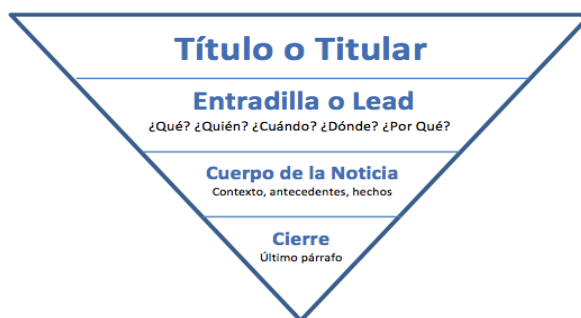 Título o Titular
Entradilla o Lead
¿Qué? ¿Quién? ¿Cuándo? ¿Dónde? ¿Por Qué?
Cuerpo de la Noticia
Contexto, antecedentes, hechos
Cierre
Último párrafo